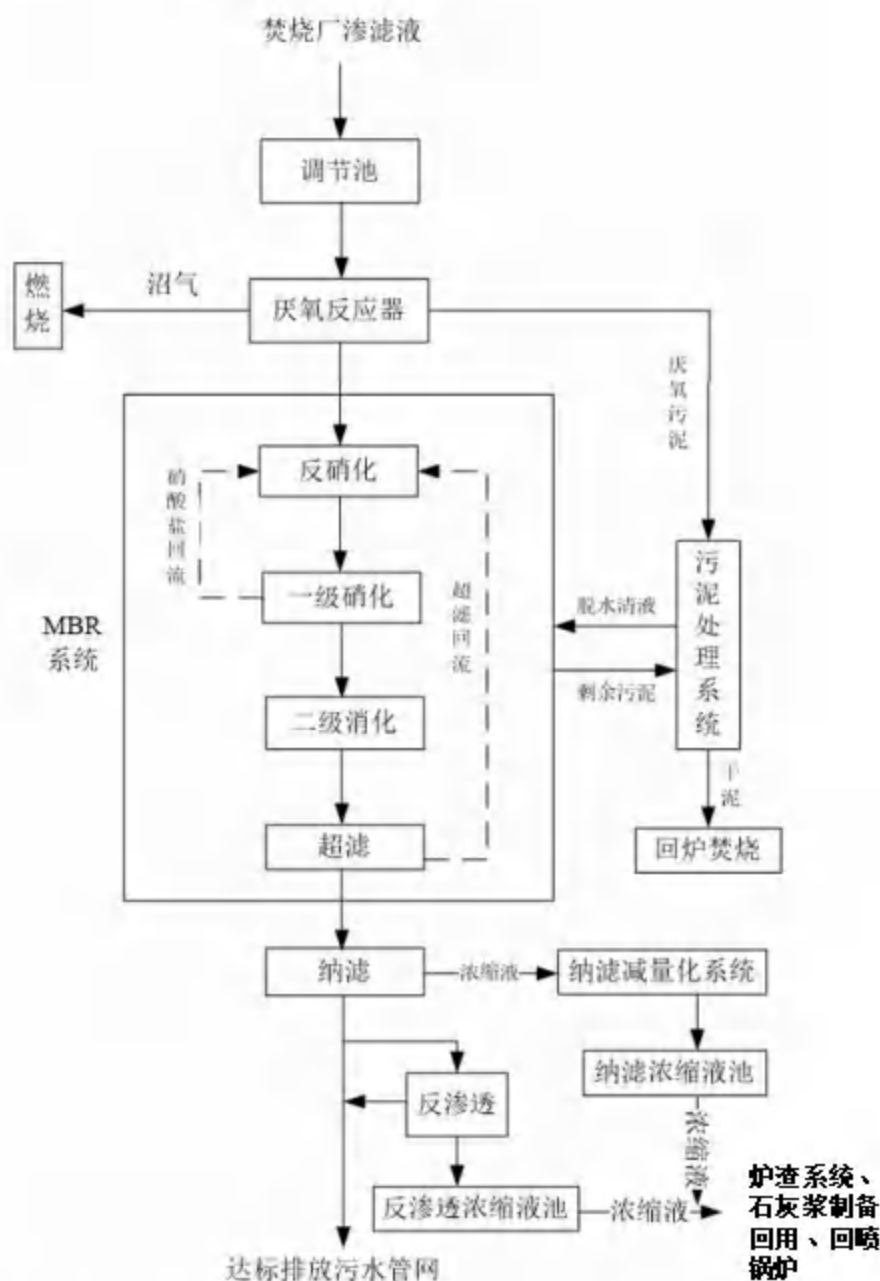 焚烧厂渗滤液
调节池
燃烧
沼气
厌氧反应器
厌氧污泥
反硝化
硝酸盐回流
一级硝化
超滤回流
MBR
系统
二级消化
超滤
脱水清液
剩余污泥
污泥处理系统
干泥
回炉焚烧
纳滤
浓缩液
纳滤减量化系统
纳滤浓缩液池
反渗透
浓缩液
反渗透浓缩液池
浓缩液
炉渣系统、
石灰浆制备
回用、回喷
锅炉
达标排放污水管网